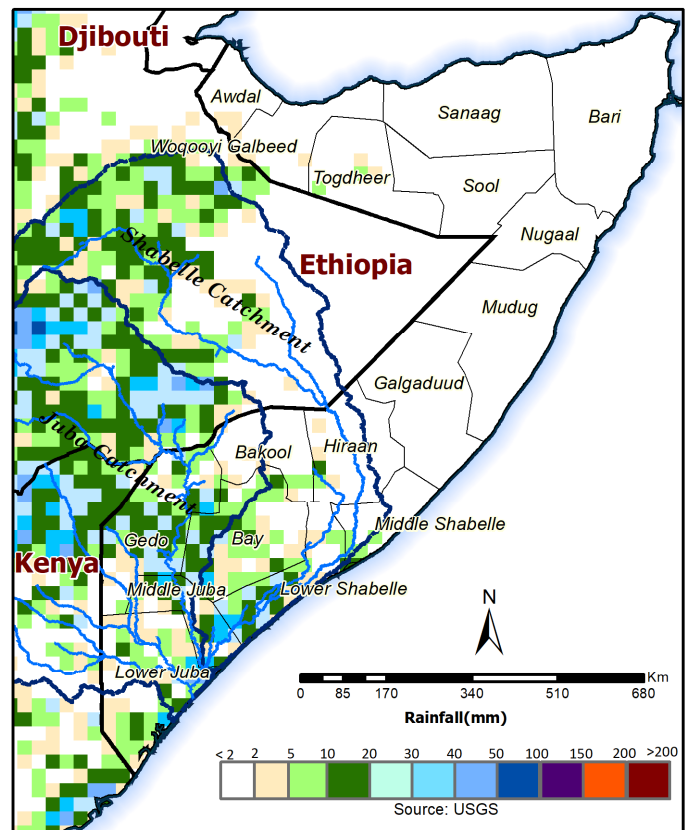 Djibouti
Awdal
Sanaag
Bari
Woqooyi Galbeed
Togdheer
Sool
Nugaal
Shabelle Catchment
Ethiopia
Mudug
Galgaduud
Juba Catchment
Bakool
Hiraan
Middle Shabelle
Gedo
Bay
Kenya
Middle Juba
Lower Shabelle
Lower Juba
N
Km
0 85 170 340 510 680
Rainfall(mm)
< 2 2 5 10 20 30 40 50 100 150 200 >200
Source: USGS